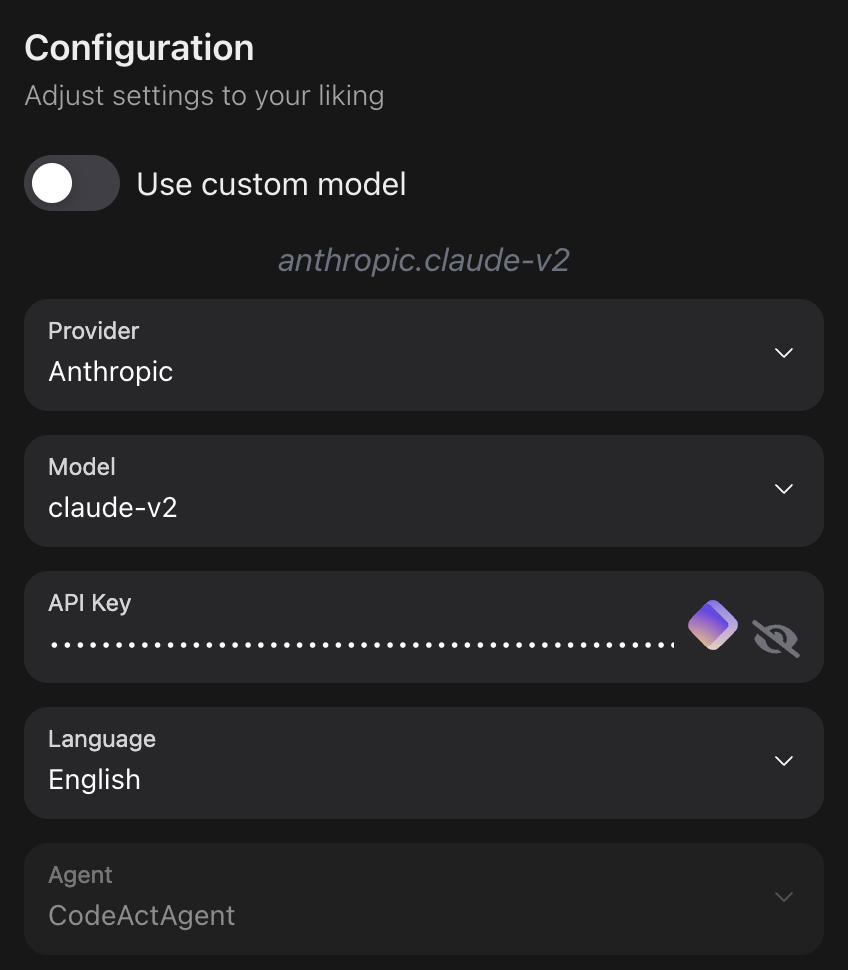 Configuration
Adjust settings to your liking
Use custom model
anthropic.claude-v2
Provider
Anthropic
Model
claude-v2
API Key
Language
English
Agent
CodeActAgent